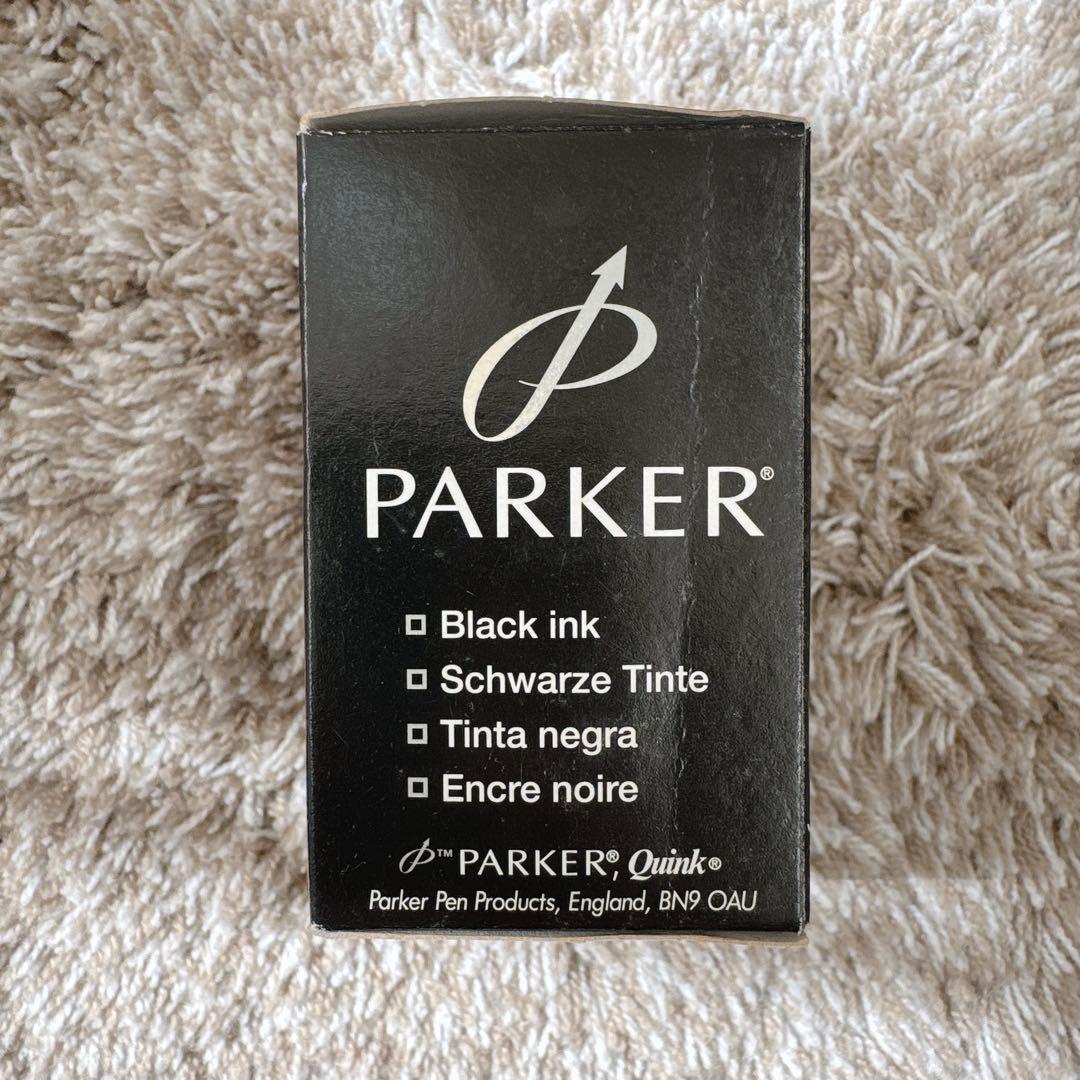 PARKER®
Black ink
Schwarze Tinte
Tinta negra
Encre noire
™ PARKER®, Quink®
Parker Pen Products, England, BN9 OAU